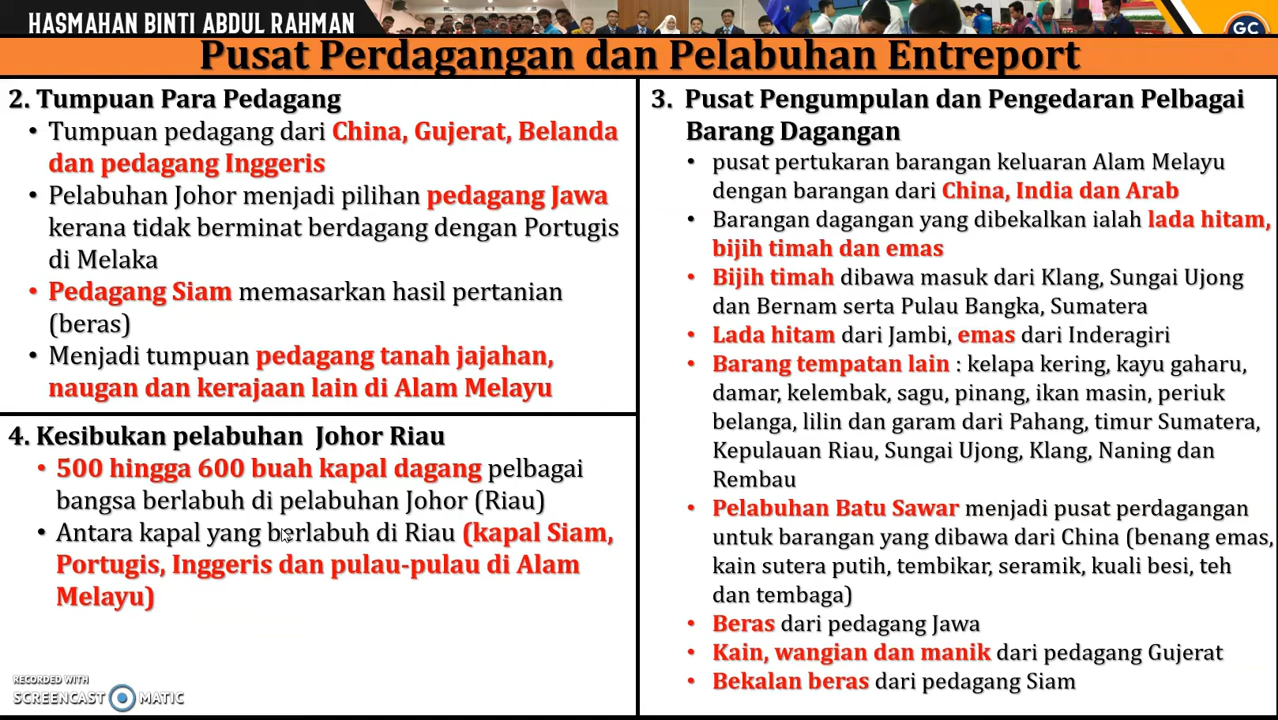 HASMAHAN BINTI ABDUL RAHMAN
GC
Pusat Perdagangan dan Pelabuhan Entreport
2. Tumpuan Para Pedagang
• Tumpuan pedagang dari China, Gujerat, Belanda
dan pedagang Inggeris
• Pelabuhan Johor menjadi pilihan pedagang Jawa
kerana tidak berminat berdagang dengan Portugis
di Melaka
• Pedagang Siam memasarkan hasil pertanian
(beras)
• Menjadi tumpuan pedagang tanah jajahan,
naugan dan kerajaan lain di Alam Melayu
4. Kesibukan pelabuhan Johor Riau
• 500 hingga 600 buah kapal dagang pelbagai
bangsa berlabuh di pelabuhan Johor (Riau)
• Antara kapal yang berlabuh di Riau (kapal Siam,
Portugis, Inggeris dan pulau-pulau di Alam
Melayu)
RECORDED WITH
SCREENCAST MATIC
3. Pusat Pengumpulan dan Pengedaran Pelbagai
Barang Dagangan
• pusat pertukaran barangan keluaran Alam Melayu
dengan barangan dari China, India dan Arab
• Barangan dagangan yang dibekalkan ialah lada hitam,
bijih timah dan emas
• Bijih timah dibawa masuk dari Klang, Sungai Ujong
dan Bernam serta Pulau Bangka, Sumatera
• Lada hitam dari Jambi, emas dari Inderagiri
• Barang tempatan lain : kelapa kering, kayu gaharu,
damar, kelembak, sagu, pinang, ikan masin, periuk
belanga, lilin dan garam dari Pahang, timur Sumatera,
Kepulauan Riau, Sungai Ujong, Klang, Naning dan
Rembau
• Pelabuhan Batu Sawar menjadi pusat perdagangan
untuk barangan yang dibawa dari China (benang emas,
kain sutera putih, tembikar, seramik, kuali besi, teh
dan tembaga)
• Beras dari pedagang Jawa
• Kain, wangian dan manik dari pedagang Gujerat
• Bekalan beras dari pedagang Siam